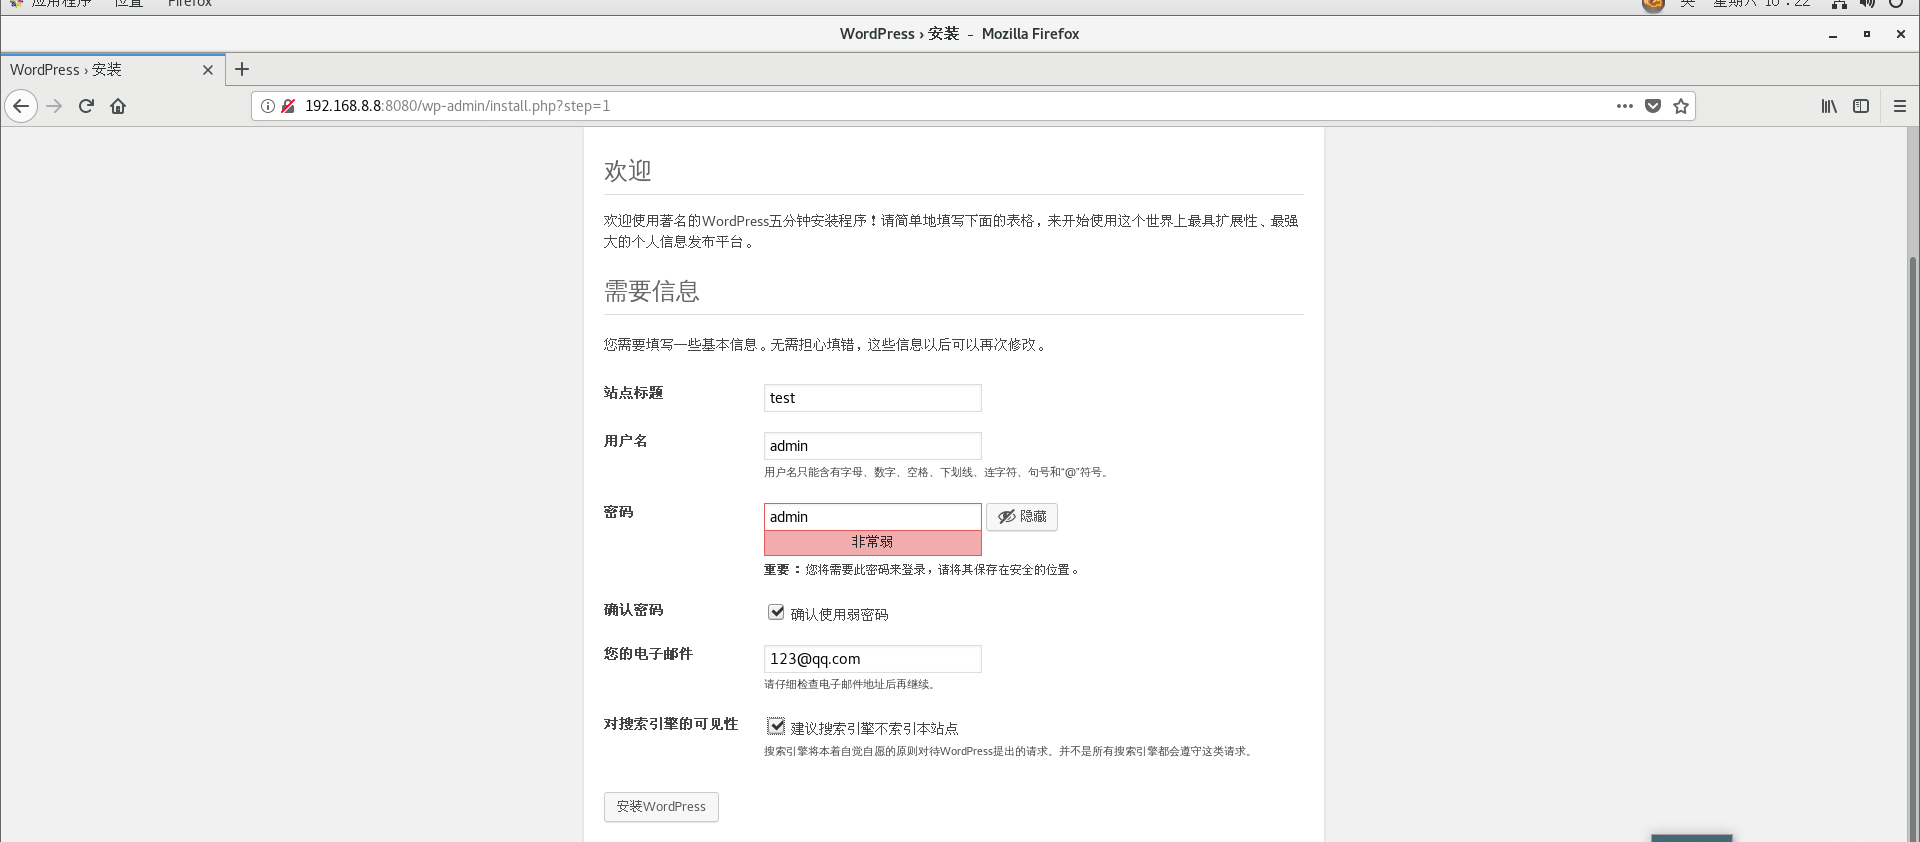 应用程序 位置 Firefox 英 星期六 16：22
WordPress › 安装 – Mozilla Firefox
WordPress › 安装
192.168.8.8:8080/wp-admin/install.php?step=1
欢迎
欢迎使用著名的WordPress五分钟安装程序！请简单地填写下面的表格，来开始使用这个世界上最具扩展性、最强
大的个人信息发布平台。
需要信息
您需要填写一些基本信息。无需担心填错，这些信息以后可以再次修改。
站点标题 test
用户名 admin
用户名只能含有字母、数字、空格、下划线、连字符、句号和“@”符号。
密码 admin 隐藏
非常弱
重要：您将需要此密码来登录，请将其保存在安全的位置。
确认密码 确认使用弱密码
您的电子邮件 123@qq.com
请仔细检查电子邮件地址后再继续。
对搜索引擎的可见性 建议搜索引擎不索引本站点
搜索引擎将本着自觉自愿的原则对待WordPress提出的请求。并不是所有搜索引擎都会遵守这类请求。
安装WordPress